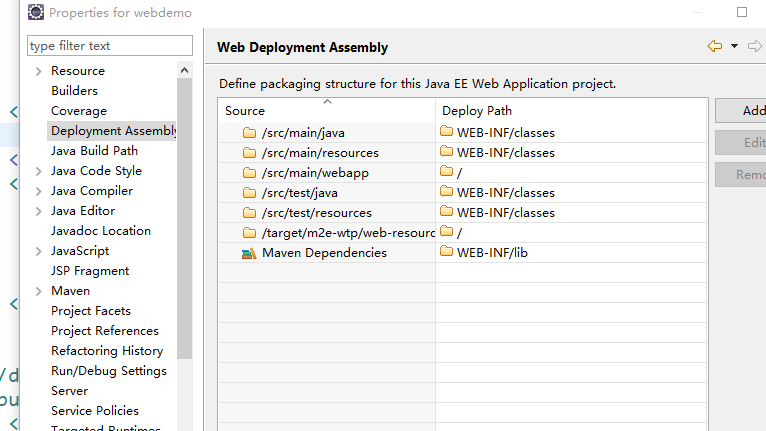 Properties for webdemo
type filter text
Resource
Builders
Coverage
Deployment Assembly
Java Build Path
Java Code Style
Java Compiler
Java Editor
Javadoc Location
JavaScript
JSP Fragment
Maven
Project Facets
Project References
Refactoring History
Run/Debug Settings
Server
Service Policies
Targeted Runtimes
Web Deployment Assembly
Define packaging structure for this Java EE Web Application project.
Source Deploy Path
/src/main/java WEB-INF/classes
/src/main/resources WEB-INF/classes
/src/main/webapp /
/src/test/java WEB-INF/classes
/src/test/resources WEB-INF/classes
/target/m2e-wtp/web-resourc /
Maven Dependencies WEB-INF/lib
Add
Edit
Remo